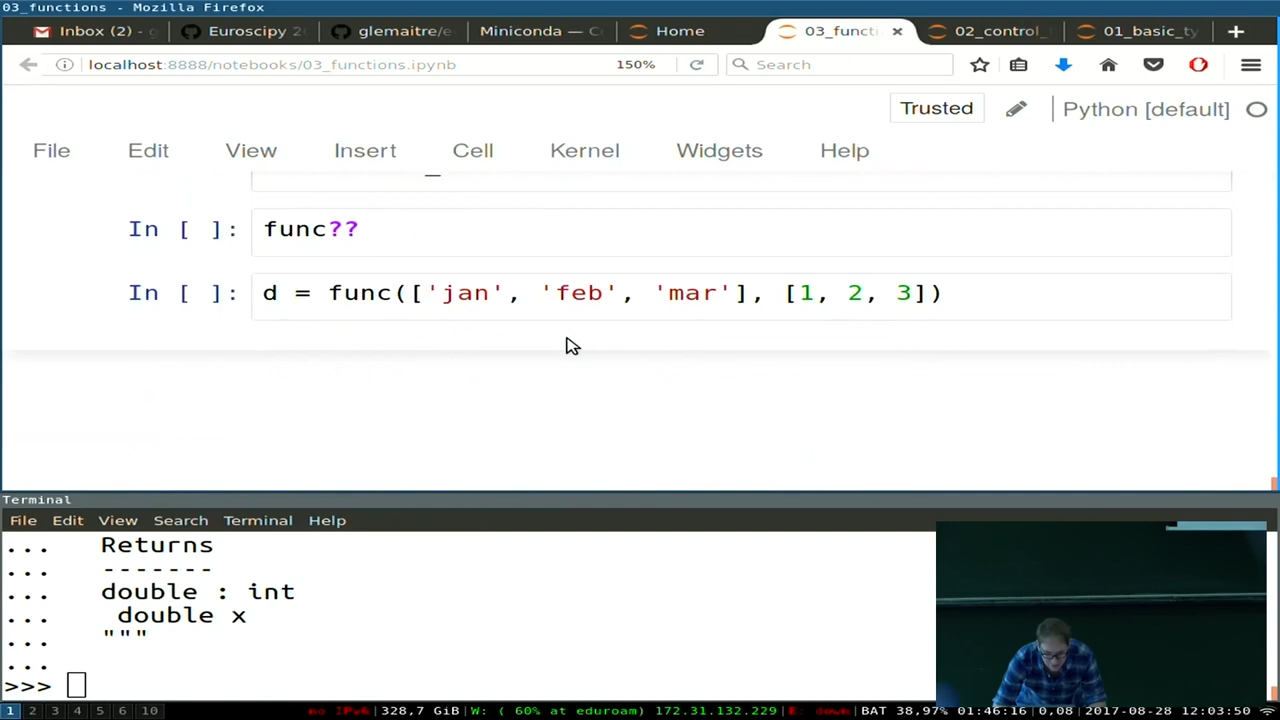 03_functions - Mozilla Firefox
Inbox (2) - g
Euroscipy 20
glemaitre/e
Miniconda — C
Home
03_functi
02_control_
01_basic_ty
localhost:8888/notebooks/03_functions.ipynb
150%
Search
Trusted
Python [default]
File Edit View Insert Cell Kernel Widgets Help
In [ ]: func??
In [ ]: d = func(['jan', 'feb', 'mar'], [1, 2, 3])
Terminal
File Edit View Search Terminal Help
... Returns
... -------
... double : int
... double x
... """
...
>>>
1 2 3 4 5 6 10 no IPv6|328,7 GiB|W: ( 60% at eduroam) 172.31.132.229|E: down|BAT 38,97% 01:46:16|0,08|2017-08-28 12:03:50